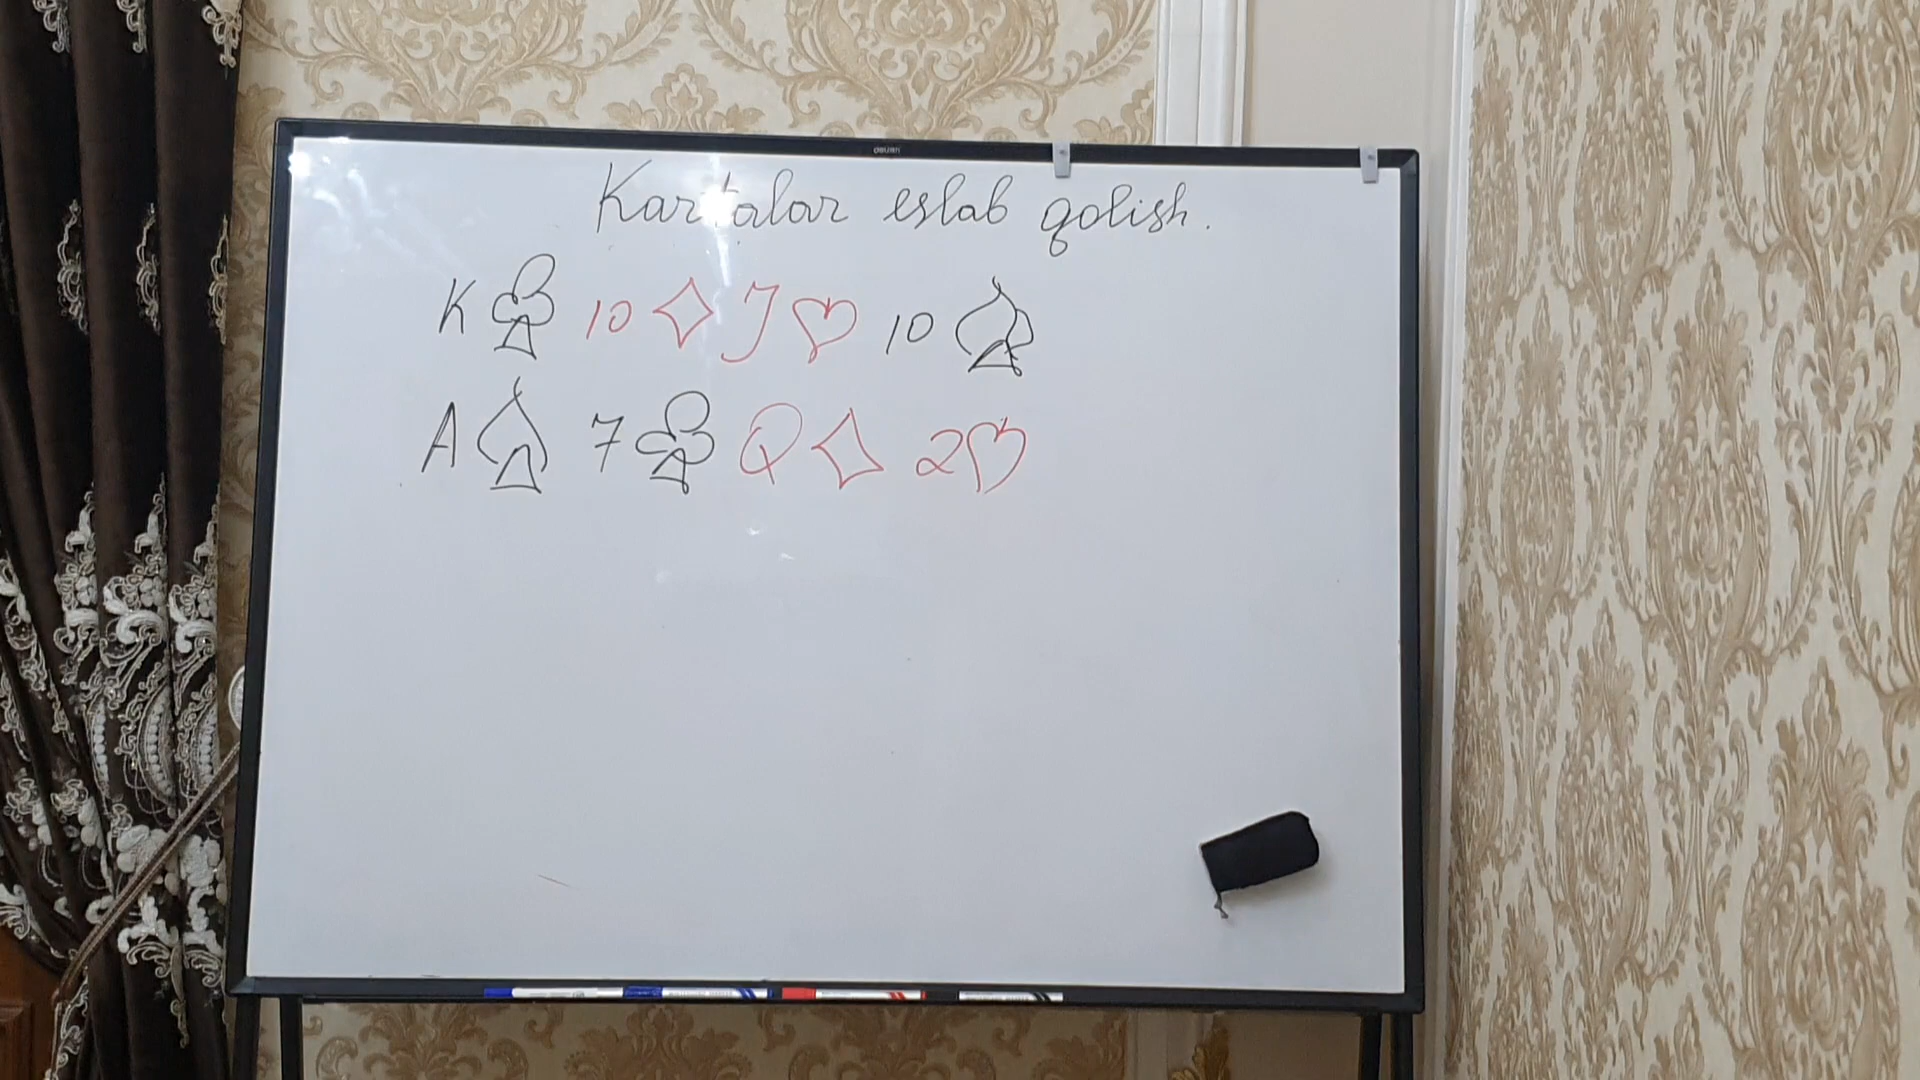 Kartalar eslab qolish.
K ♣ 10 ♦ J ♥ 10 ♠
A ♠ 7 ♣ Q ♦ 2 ♥